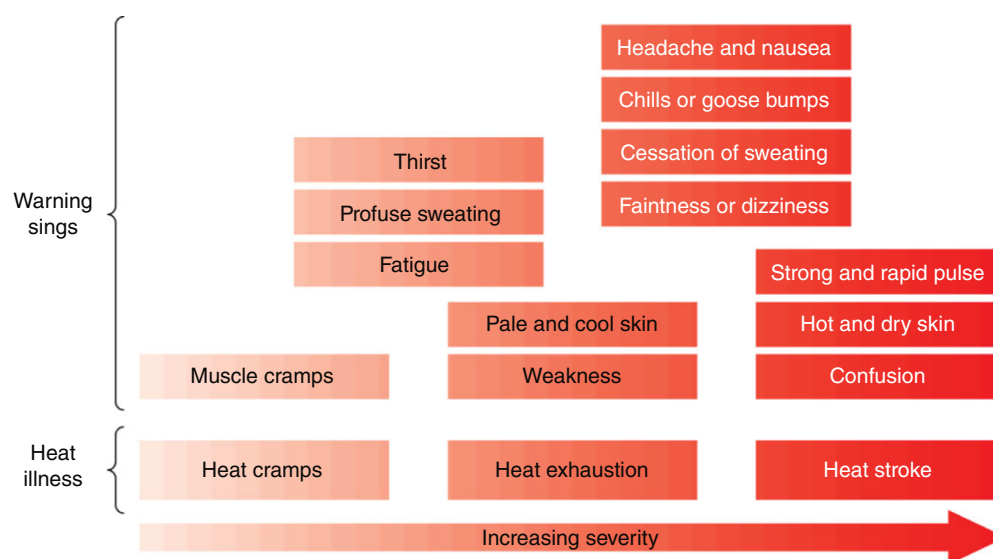 Headache and nausea
Chills or goose bumps
Thirst
Cessation of sweating
Warning
sings
Profuse sweating
Faintness or dizziness
Fatigue
Strong and rapid pulse
Pale and cool skin
Hot and dry skin
Muscle cramps
Weakness
Confusion
Heat
illness
Heat cramps
Heat exhaustion
Heat stroke
Increasing severity